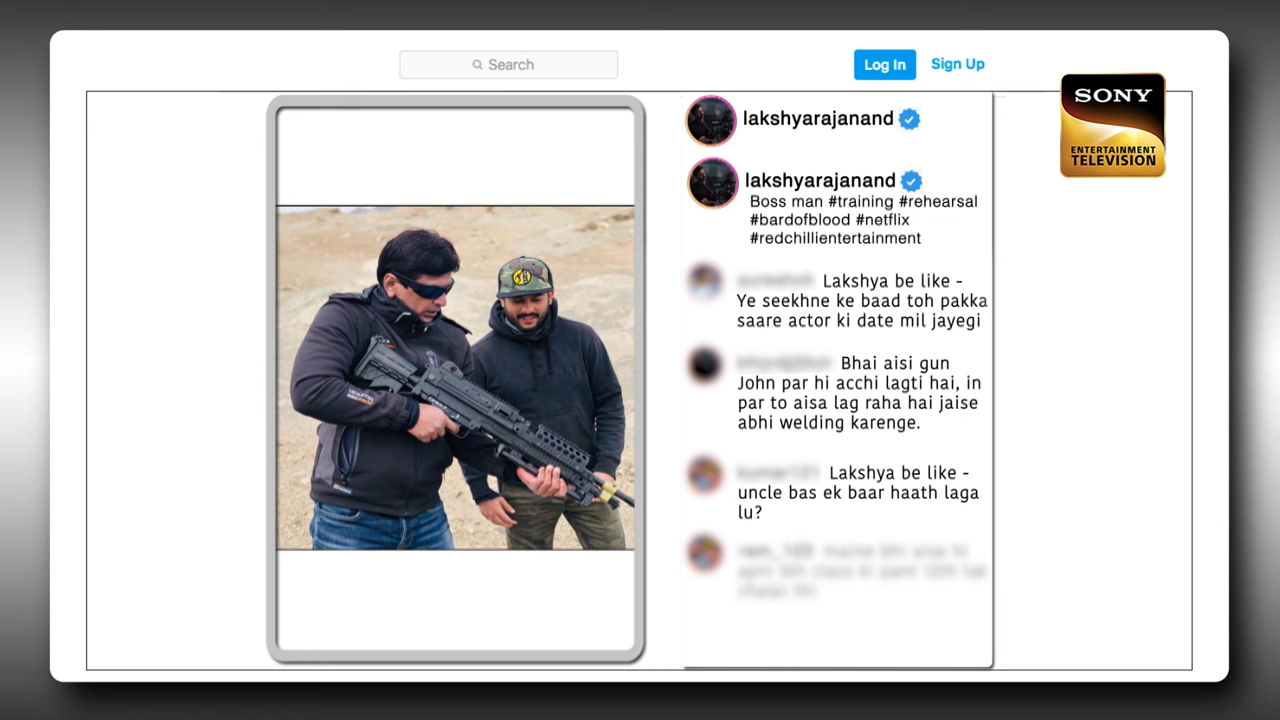 Search
Log In
Sign Up
SONY
ENTERTAINMENT
TELEVISION
lakshyarajanand
lakshyarajanand
Boss man #training #rehearsal
#bardofblood #netflix
#redchillientertainment
Lakshya be like -
Ye seekhne ke baad toh pakka
saare actor ki date mil jayegi
Bhai aisi gun
John par hi acchi lagti hai, in
par to aisa lag raha hai jaise
abhi welding karenge.
Lakshya be like -
uncle bas ek baar haath laga
lu?